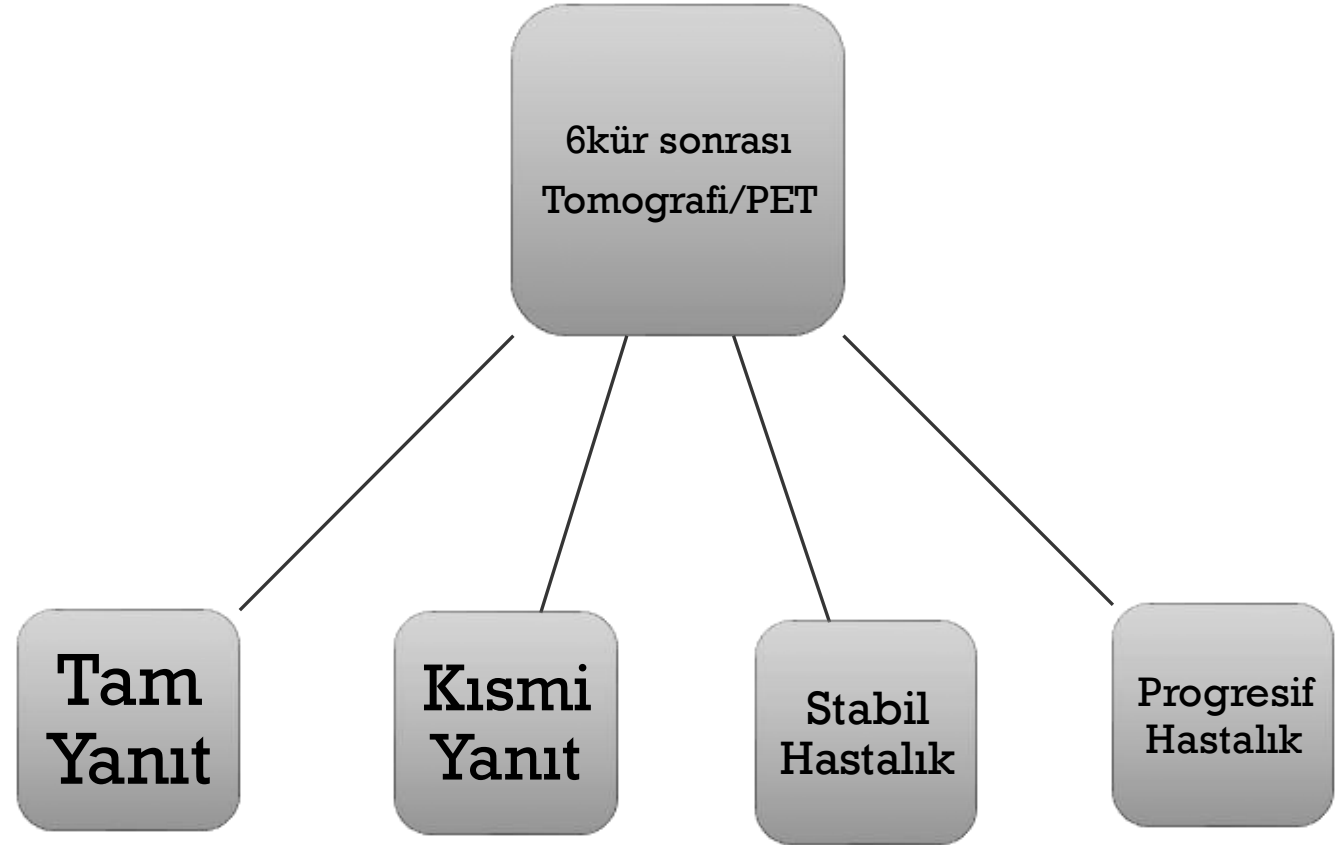 6kür sonrası
Tomografi/PET
Tam
Yanıt
Kısmi
Yanıt
Stabil
Hastalık
Progresif
Hastalık